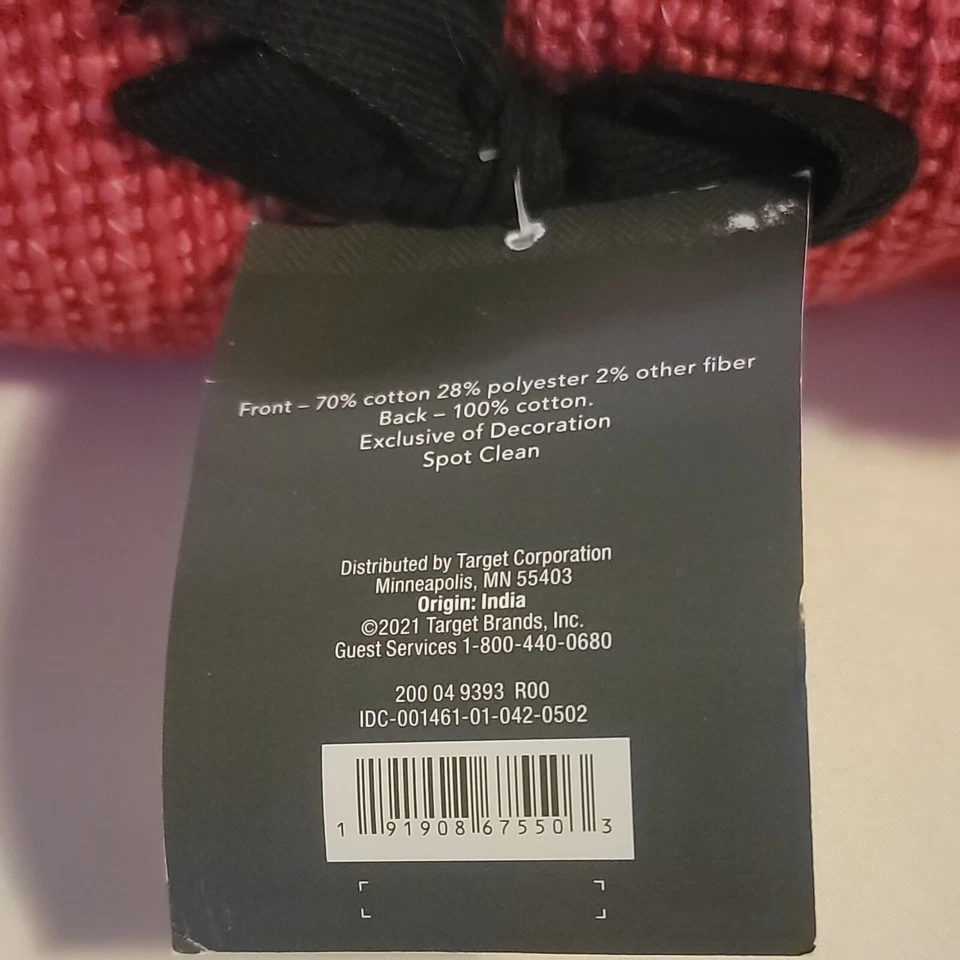 Front – 70% cotton 28% polyester 2% other fiber
Back – 100% cotton.
Exclusive of Decoration
Spot Clean
Distributed by Target Corporation
Minneapolis, MN 55403
Origin: India
©2021 Target Brands, Inc.
Guest Services 1-800-440-0680
200 04 9393 R00
IDC-001461-01-042-0502
1 91908 67550 3